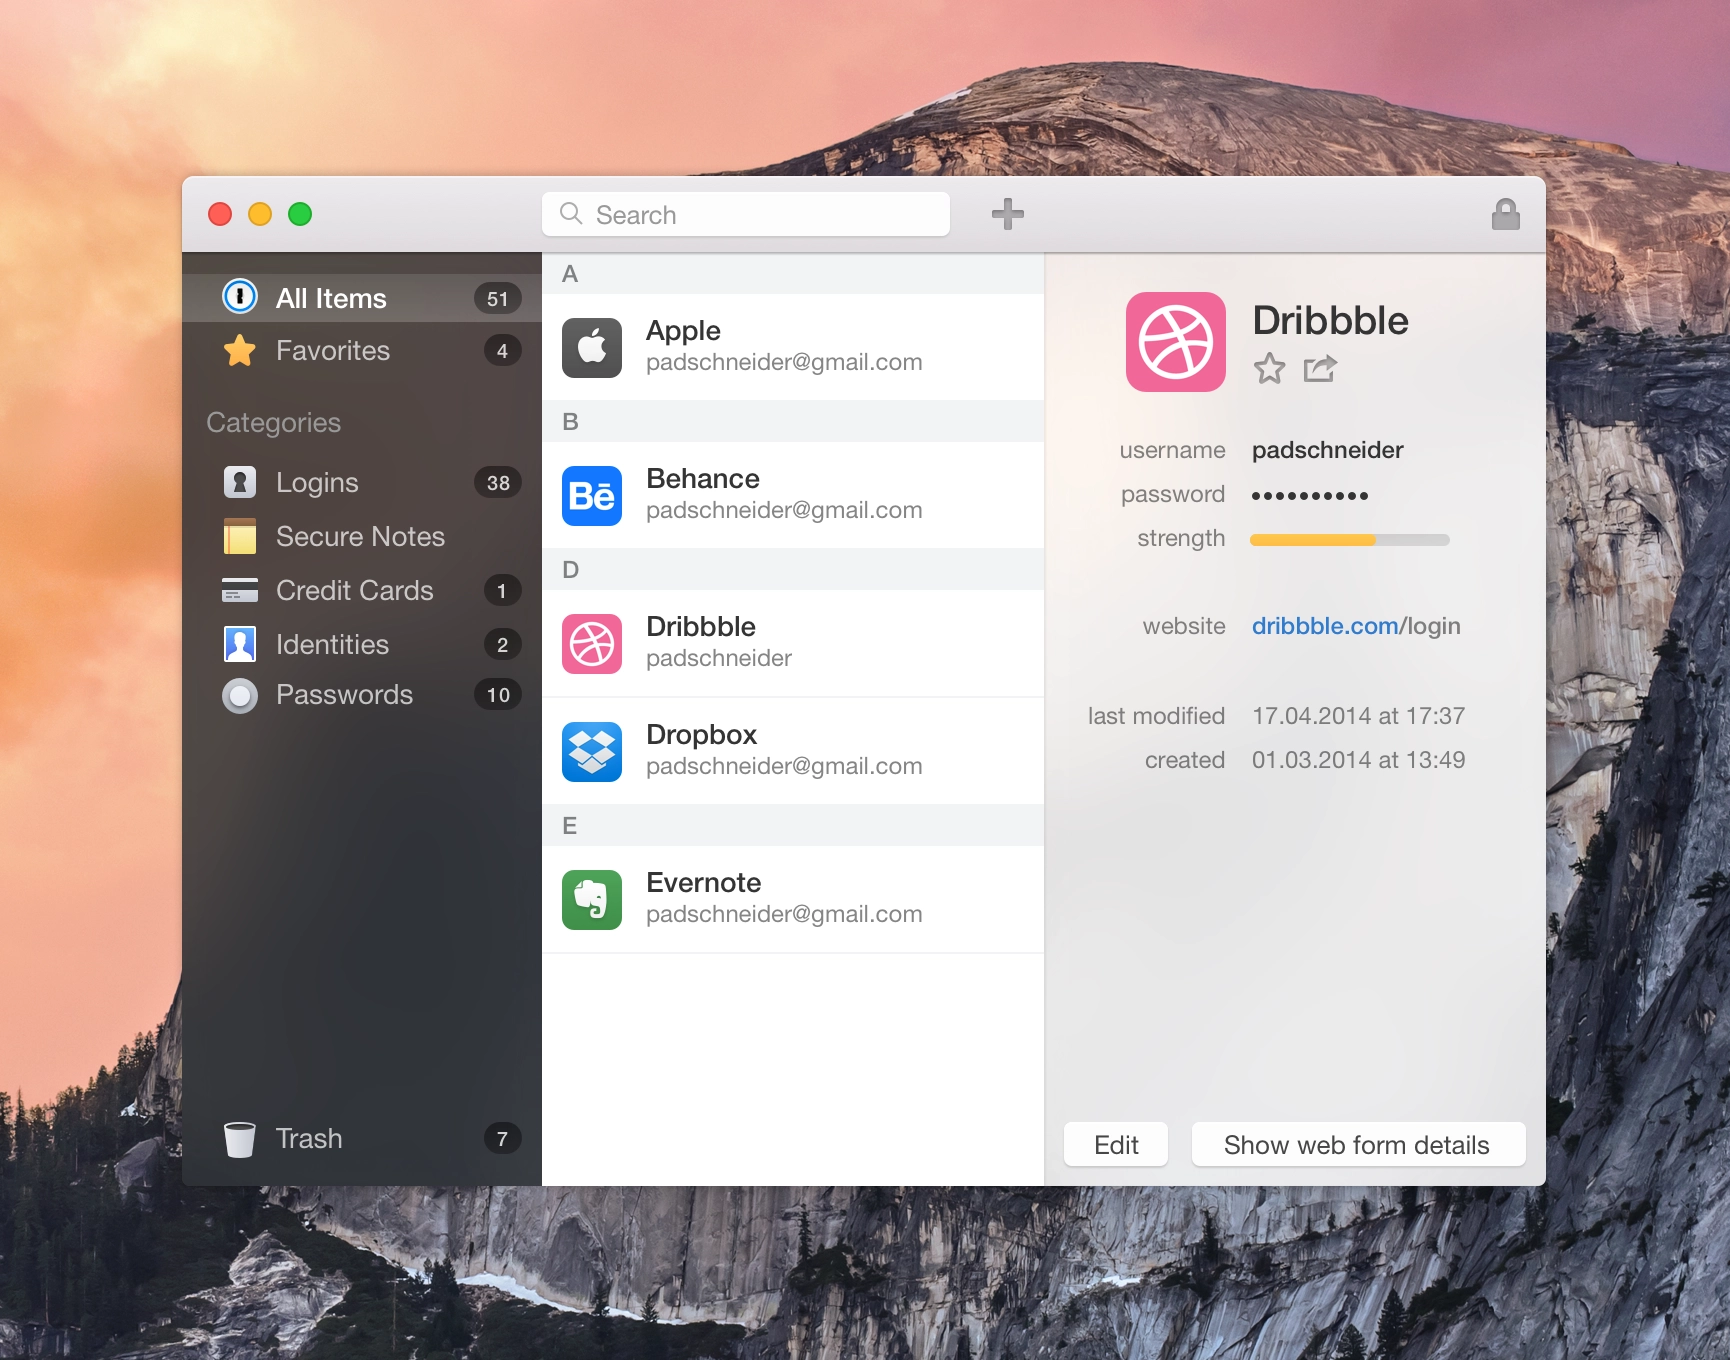 Search
All Items 51
Favorites 4
Categories
Logins 38
Secure Notes
Credit Cards 1
Identities 2
Passwords 10
Trash 7
A
Apple
padschneider@gmail.com
B
Bē
Behance
padschneider@gmail.com
D
Dribbble
padschneider
Dropbox
padschneider@gmail.com
E
Evernote
padschneider@gmail.com
Dribbble
username padschneider
password ••••••••••
strength
website dribbble.com/login
last modified 17.04.2014 at 17:37
created 01.03.2014 at 13:49
Edit Show web form details